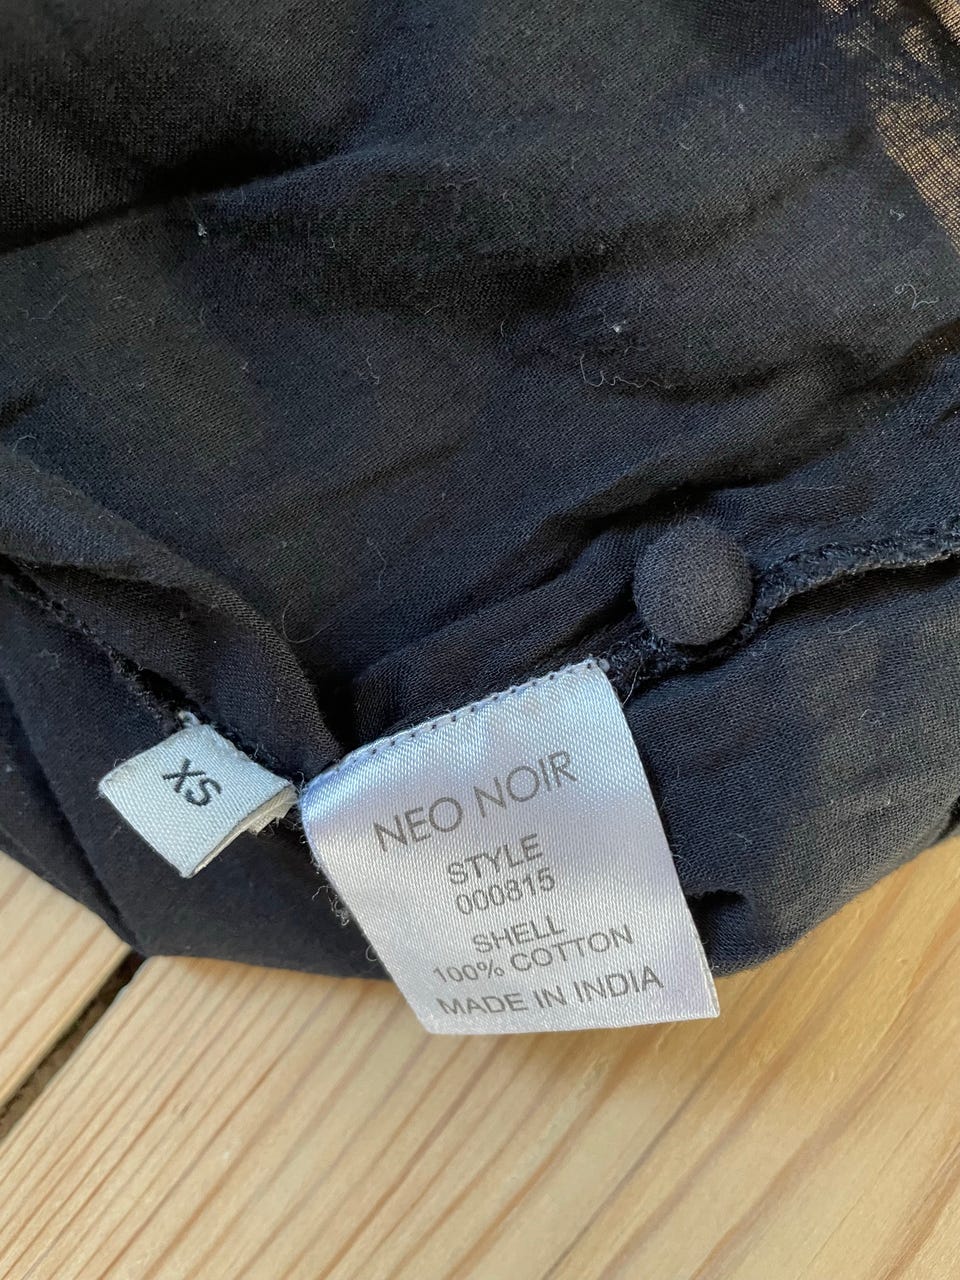 XS
NEO NOIR
STYLE
000815
SHELL
100% COTTON
MADE IN INDIA